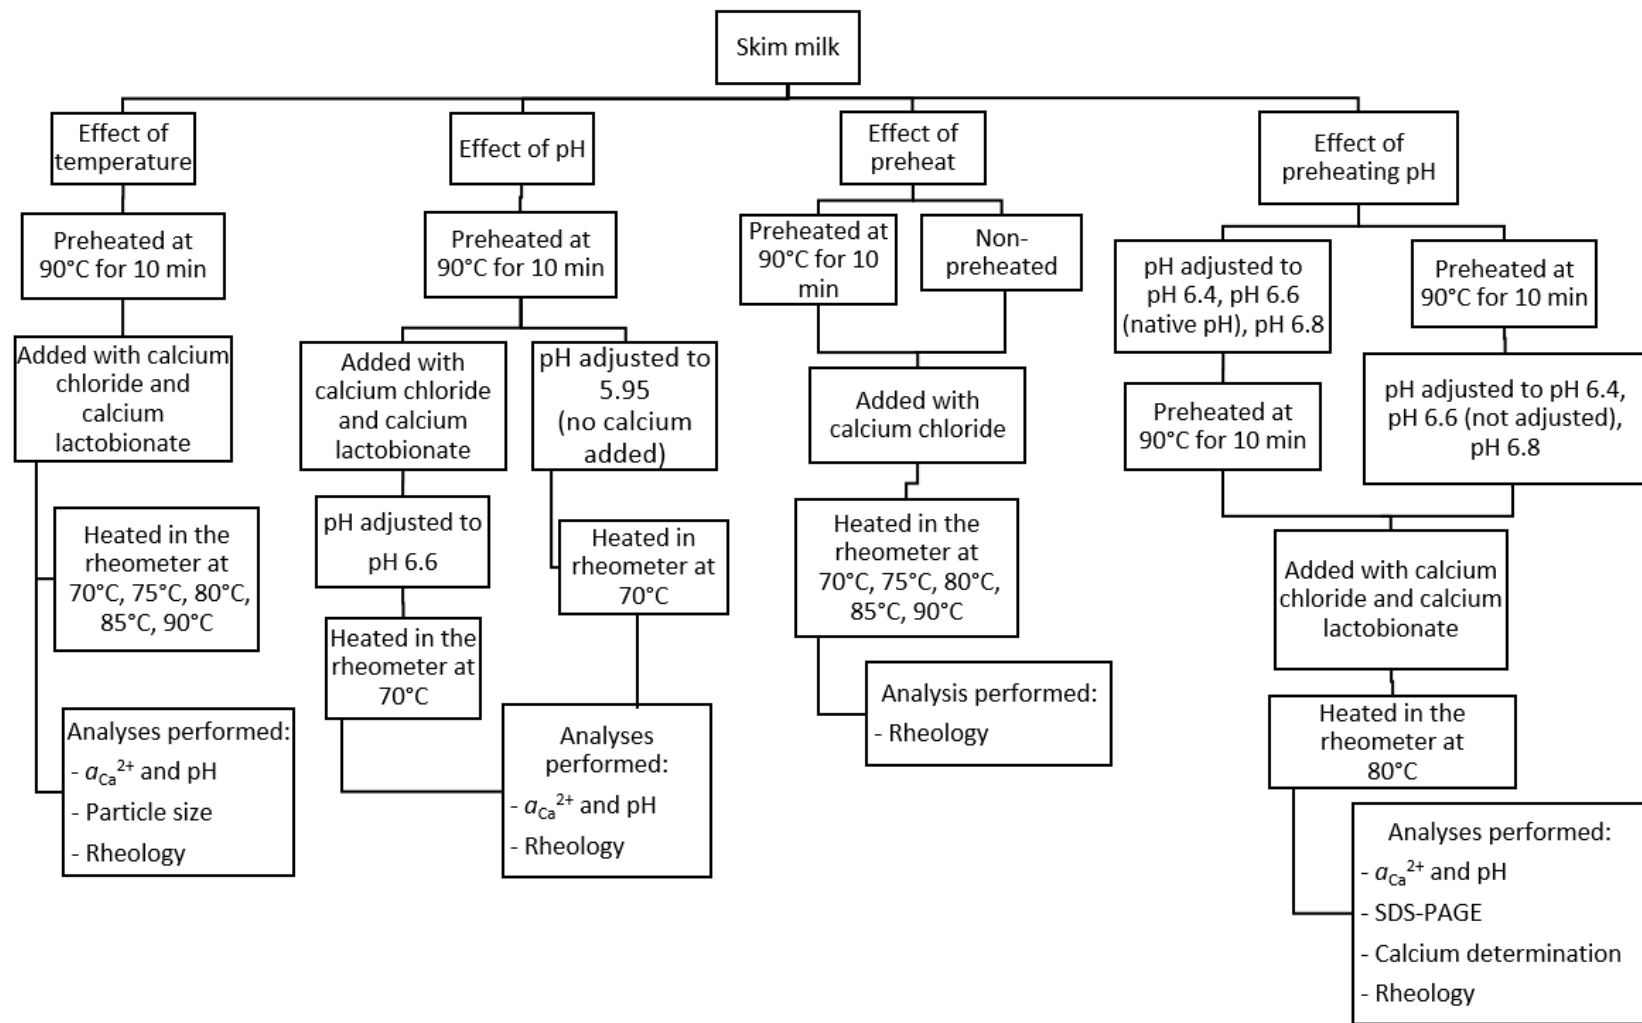 Skim milk
Effect of
temperature
Preheated at
90°C for 10 min
Added with calcium
chloride and
calcium
lactobionate
Heated in the
rheometer at
70°C, 75°C, 80°C,
85°C, 90°C
Analyses performed:
- aCa²⁺ and pH
- Particle size
- Rheology
Effect of pH
Preheated at
90°C for 10 min
Added with
calcium chloride
and calcium
lactobionate
pH adjusted to
pH 6.6
Heated in the
rheometer at
70°C
pH adjusted to
5.95
(no calcium
added)
Heated in
rheometer at
70°C
Analyses
performed:
- aCa²⁺ and pH
- Rheology
Effect of
preheat
Preheated at
90°C for 10
min
Non-
preheated
Added with
calcium chloride
Heated in the
rheometer at
70°C, 75°C, 80°C,
85°C, 90°C
Analysis performed:
- Rheology
Effect of
preheating pH
pH adjusted to
pH 6.4, pH 6.6
(native pH), pH 6.8
Preheated at
90°C for 10 min
Preheated at
90°C for 10 min
pH adjusted to pH 6.4,
pH 6.6 (not adjusted),
pH 6.8
Added with calcium
chloride and calcium
lactobionate
Heated in the
rheometer at
80°C
Analyses performed:
- aCa²⁺ and pH
- SDS-PAGE
- Calcium determination
- Rheology